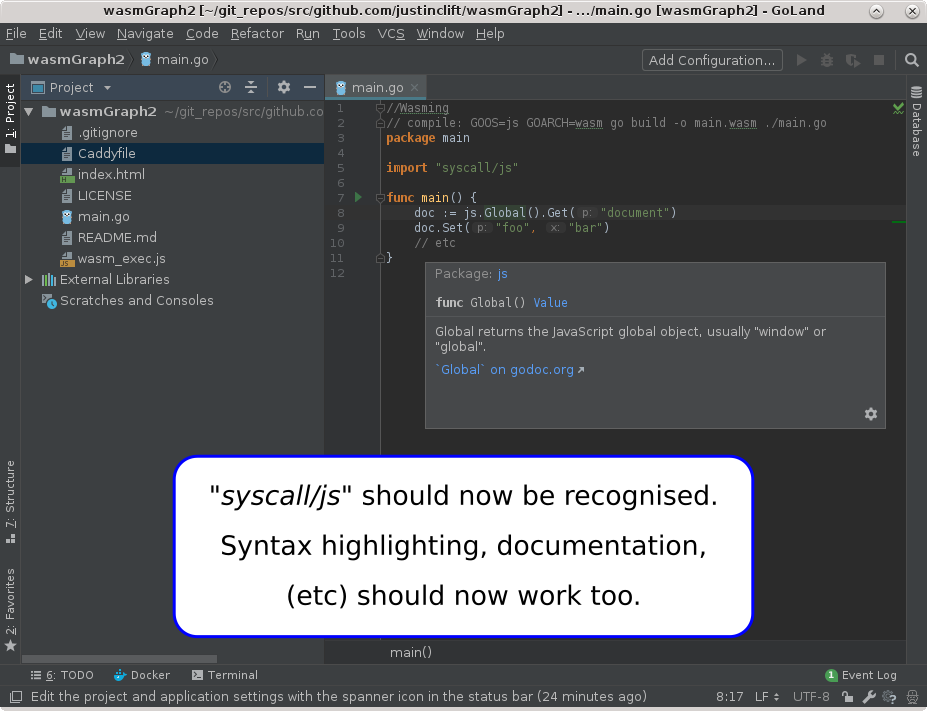 wasmGraph2 [~/git_repos/src/github.com/justinclift/wasmGraph2] - .../main.go [wasmGraph2] - GoLand
File Edit View Navigate Code Refactor Run Tools VCS Window Help
wasmGraph2 main.go Add Configuration...
1: Project
Project
main.go
Database
wasmGraph2 ~/git_repos/src/github.co
.gitignore
Caddyfile
index.html
LICENSE
main.go
README.md
wasm_exec.js
External Libraries
Scratches and Consoles
1 //Wasming
2 // compile: GOOS=js GOARCH=wasm go build -o main.wasm ./main.go
3 package main
4
5 import "syscall/js"
6
7 func main() {
8 doc := js.Global().Get( p: "document")
9 doc.Set( p: "foo", x: "bar")
10 // etc
11 }
12
Package: js
func Global() Value
Global returns the JavaScript global object, usually "window" or
"global".
`Global` on godoc.org
"syscall/js" should now be recognised.
Syntax highlighting, documentation,
(etc) should now work too.
7: Structure
2: Favorites
main()
6: TODO Docker Terminal 1 Event Log
Edit the project and application settings with the spanner icon in the status bar (24 minutes ago) 8:17 LF UTF-8